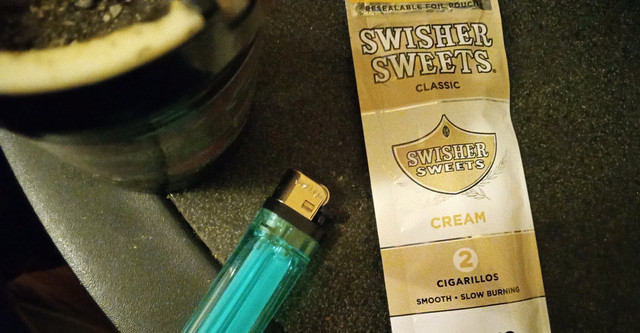 RESEALABLE FOIL POUCH
SWISHER
SWEETS
CLASSIC
SWISHER
SWEETS
CREAM
2
CIGARILLOS
SMOOTH • SLOW BURNING